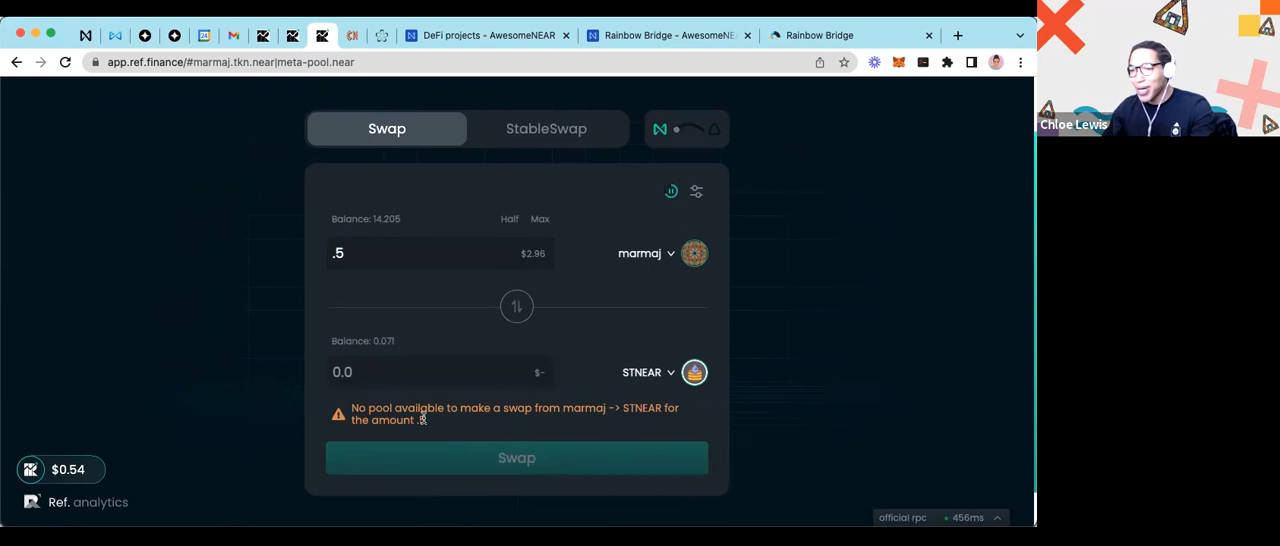 DeFi projects - AwesomeNEAR
Rainbow Bridge - AwesomeNE
Rainbow Bridge
app.ref.finance/#marmaj.tkn.near|meta-pool.near
Chloe Lewis
Swap
StableSwap
Balance: 14.205
Half
Max
.5
$2.96
marmaj
Balance: 0.071
0.0
$-
STNEAR
No pool available to make a swap from marmaj -> STNEAR for
the amount .5
Swap
$0.54
Ref. analytics
official rpc
456ms